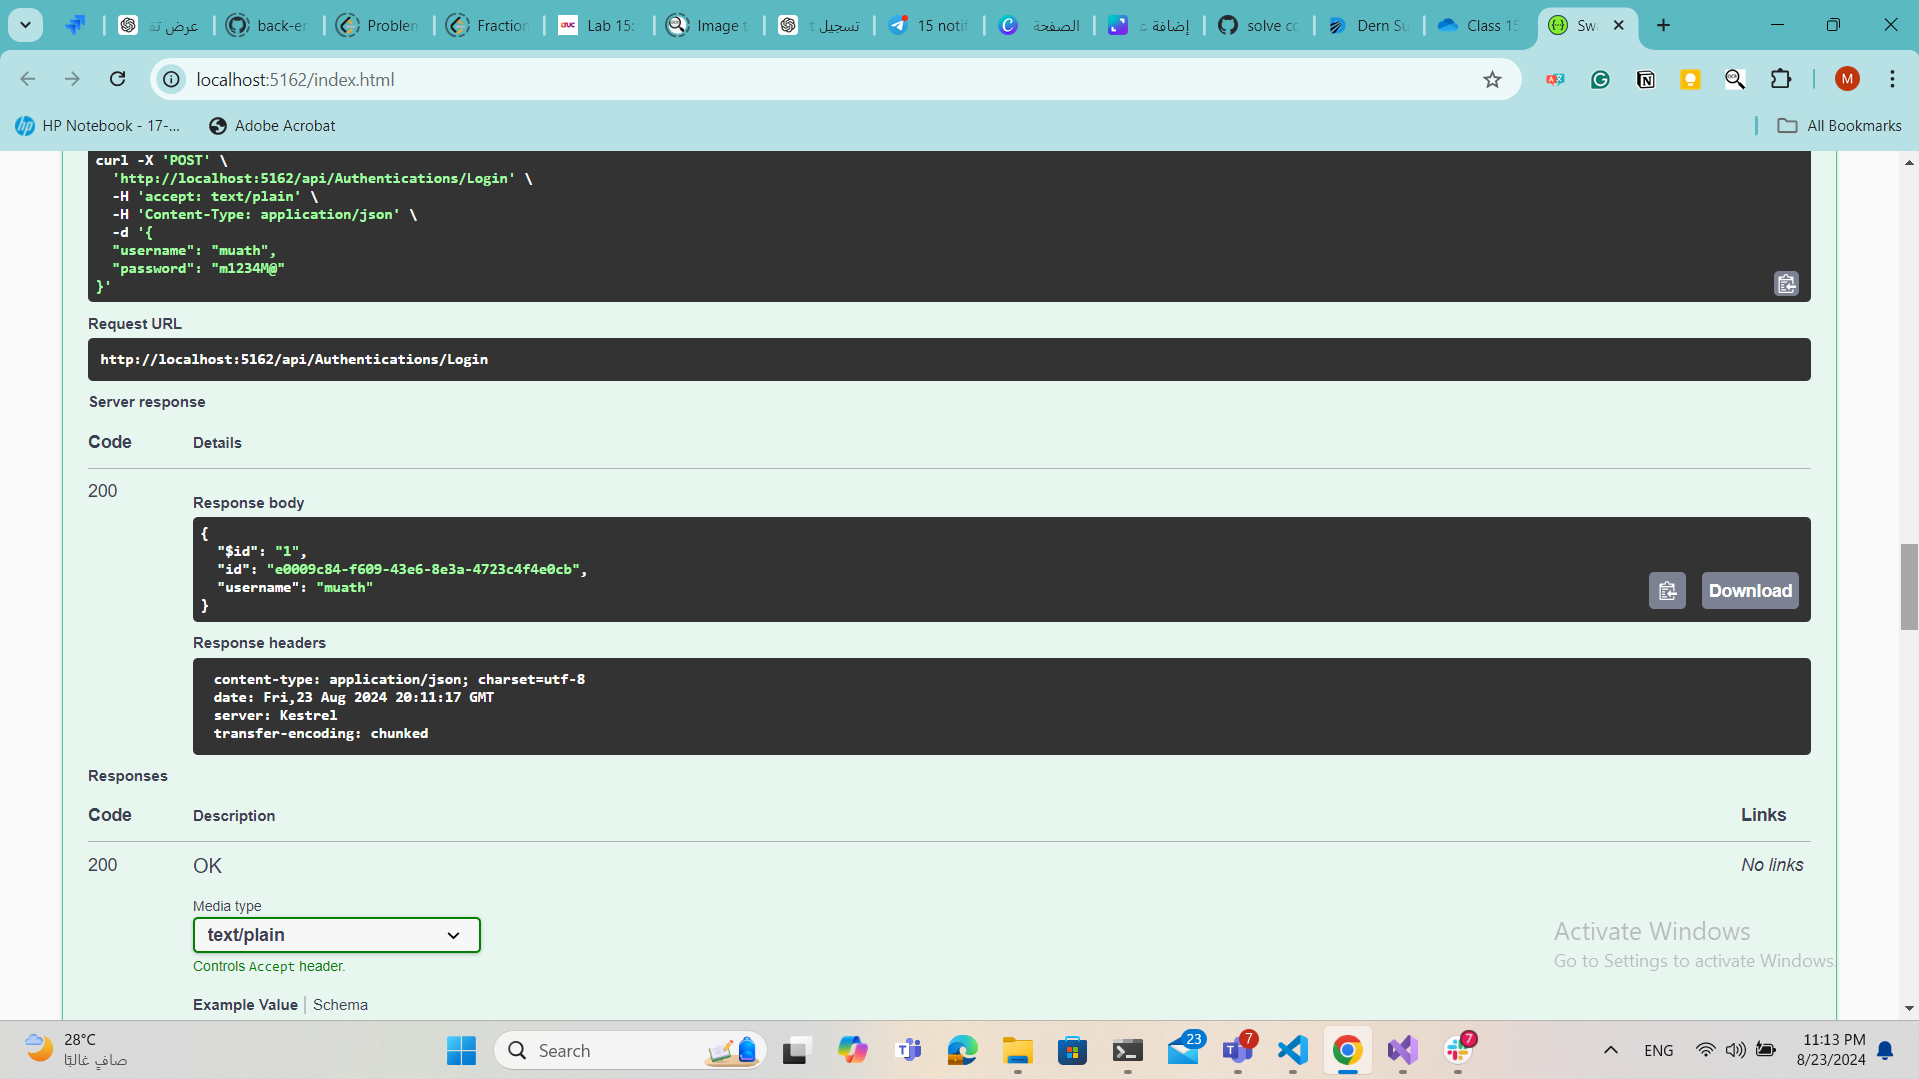 عرض تق
back-en
Problem
Fraction
Lab 15:
Image t
تسجيل t
15 notif
الصفحة
إضافة ع
solve co
Dern Su
Class 15
Swa
localhost:5162/index.html
M
HP Notebook - 17-...
Adobe Acrobat
All Bookmarks
curl -X 'POST' \
'http://localhost:5162/api/Authentications/Login' \
-H 'accept: text/plain' \
-H 'Content-Type: application/json' \
-d '{
"username": "muath",
"password": "m1234M@"
}'
Request URL
http://localhost:5162/api/Authentications/Login
Server response
Code Details
200
Response body
{
"$id": "1",
"id": "e0009c84-f609-43e6-8e3a-4723c4f4e0cb",
"username": "muath"
}
Download
Response headers
content-type: application/json; charset=utf-8
date: Fri,23 Aug 2024 20:11:17 GMT
server: Kestrel
transfer-encoding: chunked
Responses
Code Description Links
200 OK No links
Media type
text/plain
Controls Accept header.
Example Value | Schema
Activate Windows
Go to Settings to activate Windows.
28°C
صافٍ غالبًا
Search
23
7
7
ENG
11:13 PM
8/23/2024